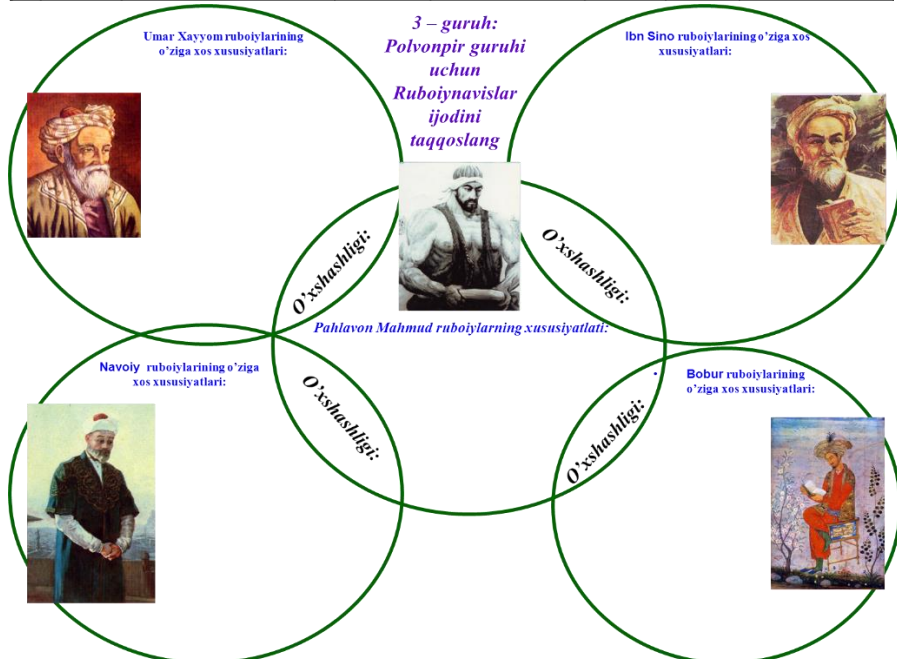 Umar Xayyom ruboiylarining
o’ziga xos xususiyatlari:
3 – guruh:
Polvonpir guruhi
uchun
Ruboiynavislar
ijodini
taqqoslang
Ibn Sino ruboiylarining o’ziga xos
xususiyatlari:
O’xshashligi:
O’xshashligi:
Pahlavon Mahmud ruboiylarning xususiyatlati:
Navoiy ruboiylarining o’ziga
xos xususiyatlari:
O’xshashligi:
O’xshashligi:
Bobur ruboiylarining
o’ziga xos xususiyatlari: